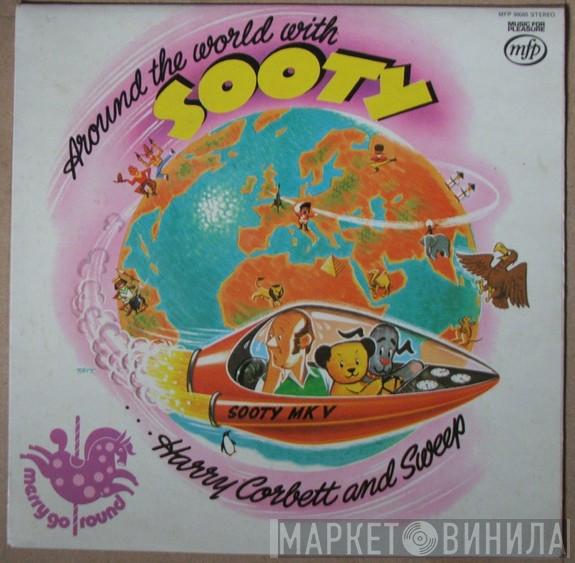 MFP 50085 STEREO
MUSIC FOR
PLEASURE
mfp
Around the world with
SOOTY
SOOTY MK V
....Harry Corbett and Sweep
merry go round
МАРКЕТ ВИНИЛА